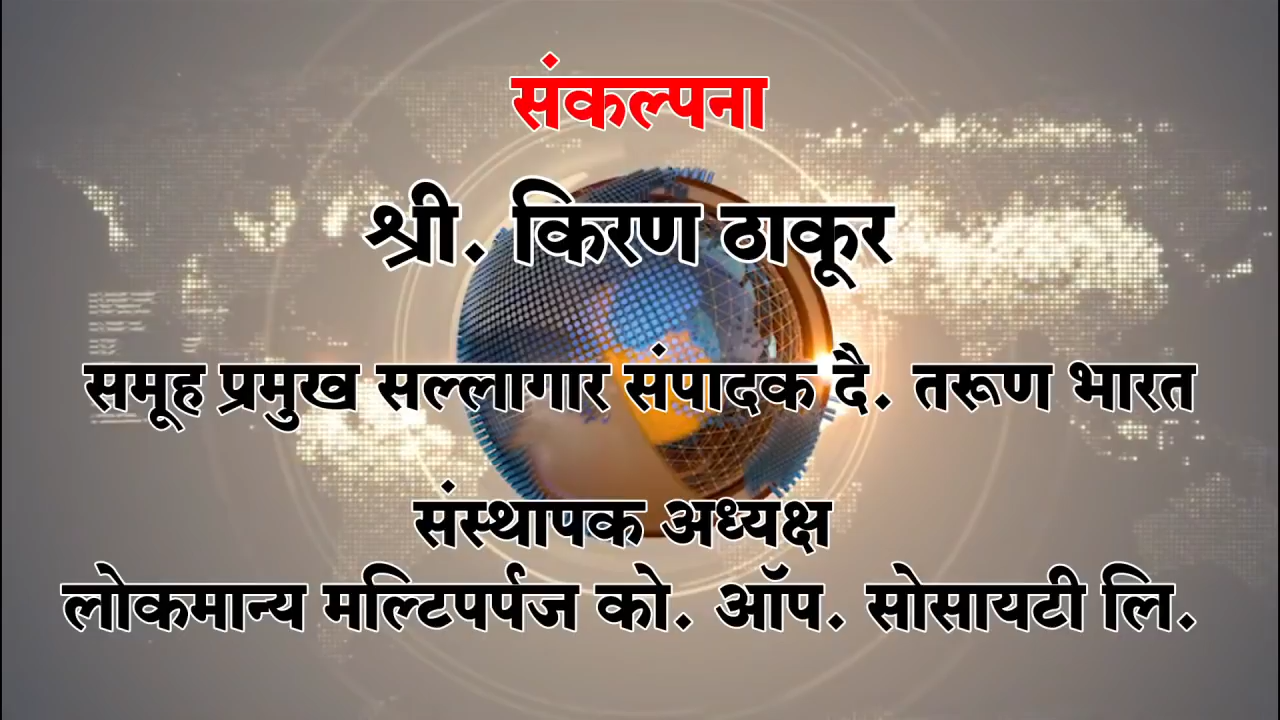 संकल्पना
श्री. किरण ठाकूर
समूह प्रमुख सल्लागार संपादक दै. तरूण भारत
संस्थापक अध्यक्ष
लोकमान्य मल्टिपर्पज को. ऑप. सोसायटी लि.